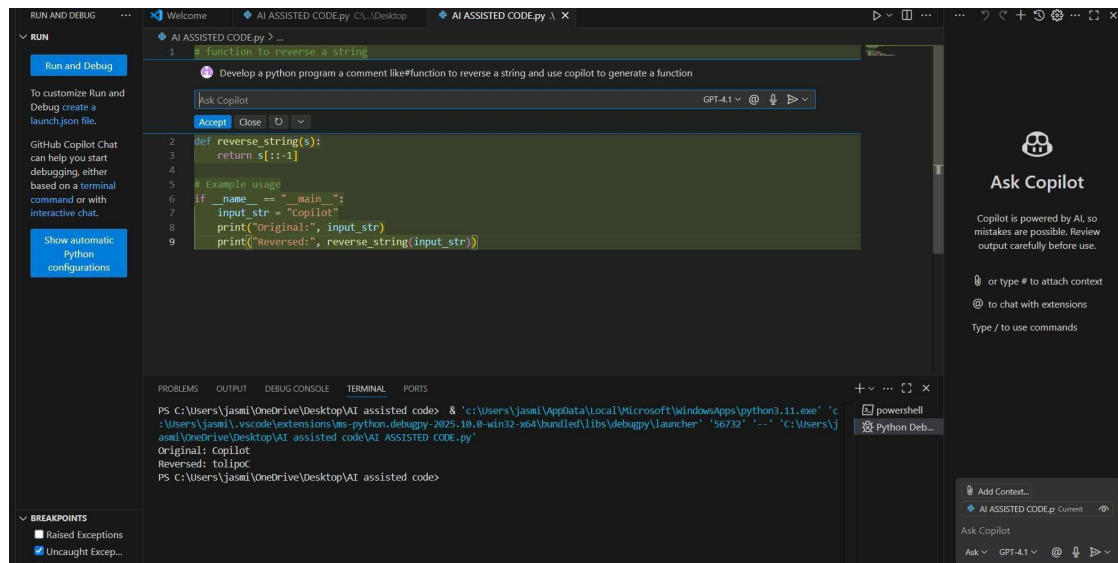 RUN AND DEBUG ...
RUN
Run and Debug
To customize Run and
Debug create a
launch.json file.
GitHub Copilot Chat
can help you start
debugging, either
based on a terminal
command or with
interactive chat.
Show automatic
Python
configurations
BREAKPOINTS
Raised Exceptions
Uncaught Excep...
Welcome
AI ASSISTED CODE.py C:\...\Desktop
AI ASSISTED CODE.py .\ X
AI ASSISTED CODE.py > ...
1 # function to reverse a string
Develop a python program a comment like#function to reverse a string and use copilot to generate a function
Ask Copilot GPT-4.1 @
Accept Close
2 def reverse_string(s):
3 return s[::-1]
4
5 # Example usage
6 if __name__ == "__main__":
7 input_str = "Copilot"
8 print("Original:", input_str)
9 print("Reversed:", reverse_string(input_str))
PROBLEMS OUTPUT DEBUG CONSOLE TERMINAL PORTS
PS C:\Users\jasmi\OneDrive\Desktop\AI assisted code> & 'c:\Users\jasmi\AppData\Local\Microsoft\WindowsApps\python3.11.exe' 'c
:\Users\jasmi\.vscode\extensions\ms-python.debugpy-2025.10.0-win32-x64\bundled\libs\debugpy\launcher' '56732' '--' 'C:\Users\j
asmi\OneDrive\Desktop\AI assisted code\AI ASSISTED CODE.py'
Original: Copilot
Reversed: tolipoC
PS C:\Users\jasmi\OneDrive\Desktop\AI assisted code>
powershell
Python Deb...
Ask Copilot
Copilot is powered by AI, so
mistakes are possible. Review
output carefully before use.
or type # to attach context
@ to chat with extensions
Type / to use commands
Add Context...
AI ASSISTED CODE.p Current
Ask Copilot
Ask GPT-4.1 @